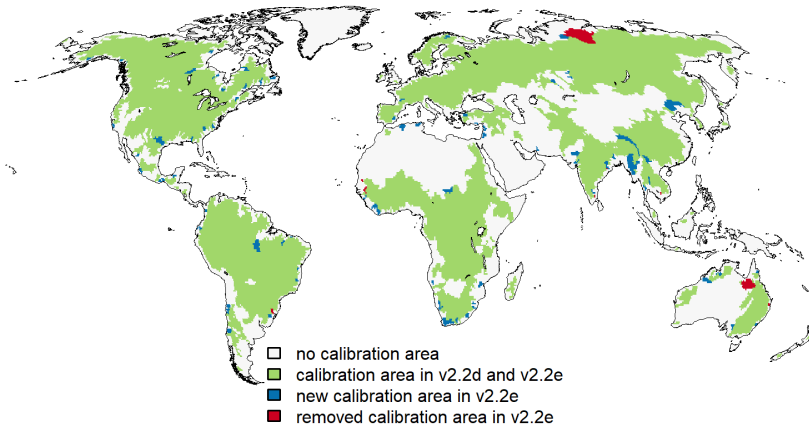 no calibration area
calibration area in v2.2d and v2.2e
new calibration area in v2.2e
removed calibration area in v2.2e